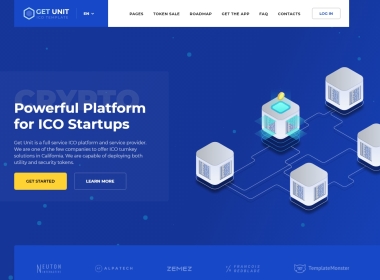 GET UNIT
ICO TEMPLATE
EN
PAGES TOKEN SALE ROADMAP GET THE APP FAQ CONTACTS
LOG IN
CRYPTO
Powerful Platform
for ICO Startups
Get Unit is a full service ICO platform and service provider.
We are one of the few companies to offer ICO turnkey
solutions in California. We are capable of deploying both
utility and security tokens.
GET STARTED LEARN MORE
NEUTON
ALPATECH
ZEMEZ
FRANCOIS
TemplateMonster